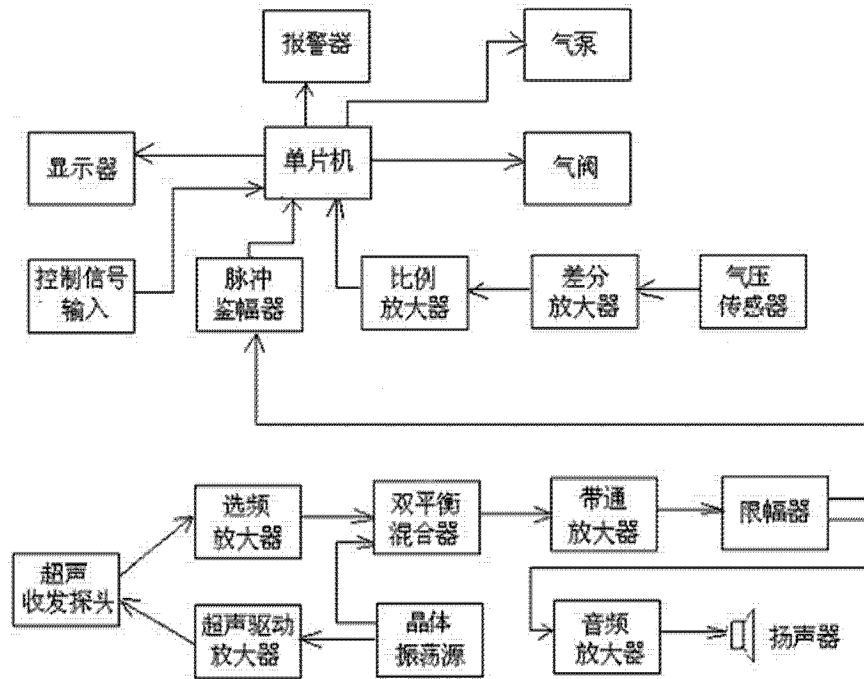 报警器
气泵
显示器
单片机
气阀
控制信号
输入
脉冲
鉴幅器
比例
放大器
差分
放大器
气压
传感器
选频
放大器
双平衡
混合器
带通
放大器
限幅器
超声
收发探头
超声驱动
放大器
晶体
振荡源
音频
放大器
扬声器